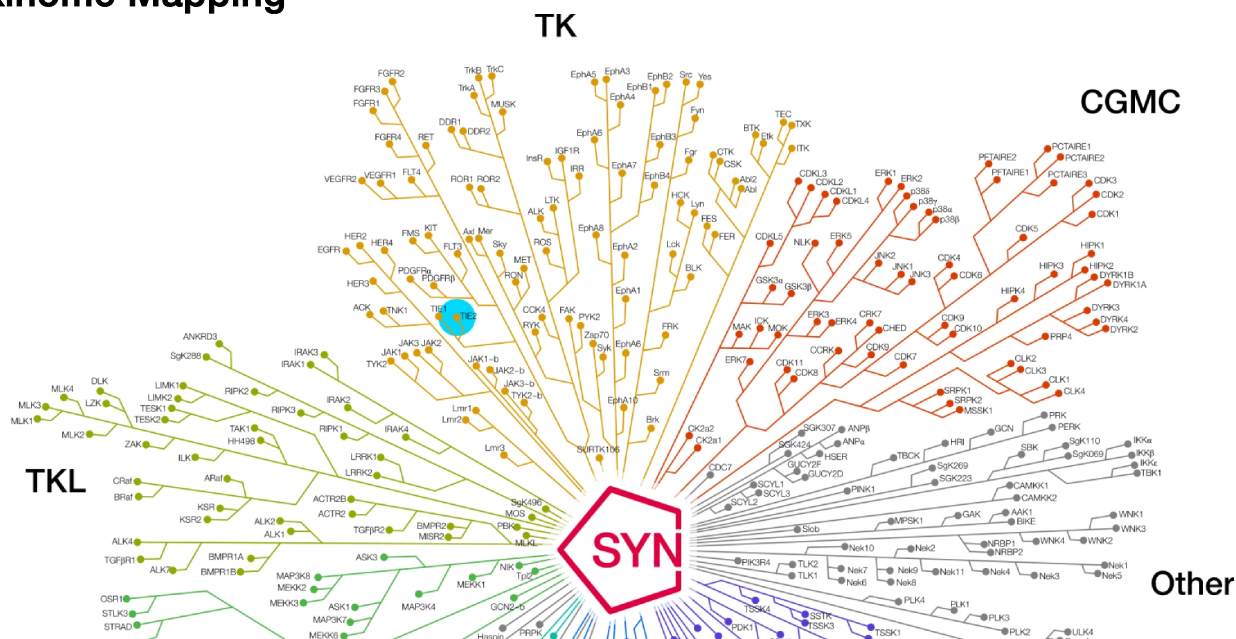 Kinome Mapping
TK
CGMC
TKL
Other
SYN
FGFR2
FGFR3
FGFR1
FGFR4
RET
TrkB
TrkC
TrkA
MUSK
DDR1
DDR2
VEGFR2
VEGFR1
FLT4
ROR1
ROR2
InsR
IGF1R
IRR
LTK
ALK
ROS
EphA5
EphA3
EphB1
EphB2
EphA4
EphA6
EphB3
EphA7
EphB4
EphA8
EphA2
EphA1
EphA6
EphA10
Src
Yes
Fyn
Fgr
HCK
Lyn
Lck
BLK
FRK
Srm
Brk
CTK
CSK
Abl2
Abl
FES
FER
BTK
Etk
TEC
TXK
ITK
HER2
EGFR
HER4
HER3
FMS
KIT
FLT3
Axl
Mer
Sky
MET
RON
PDGFRα
PDGFRβ
ACK
TNK1
TIE1
TIE2
CCK4
RYK
FAK
PYK2
Zap70
Syk
JAK3
JAK2
JAK1
TYK2
JAK1~b
JAK2~b
JAK3~b
TYK2~b
Lmr1
Lmr2
Lmr3
SURTK106
CDKL3
CDKL2
CDKL1
CDKL4
CDKL5
ERK1
ERK2
p38δ
p38γ
p38α
p38β
NLK
ERK5
JNK2
JNK1
JNK3
GSK3α
GSK3β
MAK
ICK
MOK
ERK3
ERK4
ERK7
CRK7
CHED
CCRK
CDK9
CDK7
CDK11
CDK8
PFTAIRE2
PFTAIRE1
PCTAIRE1
PCTAIRE2
PCTAIRE3
CDK3
CDK2
CDK1
CDK5
CDK4
CDK6
CDK9
CDK10
HIPK1
HIPK3
HIPK2
HIPK4
DYRK1B
DYRK1A
DYRK3
DYRK4
DYRK2
PRP4
CLK2
CLK3
CLK1
CLK4
SRPK1
SRPK2
MSSK1
CK2a2
CK2a1
ANKRD3
SgK288
IRAK3
IRAK1
DLK
MLK4
LZK
MLK3
MLK1
MLK2
LIMK1
LIMK2
TESK1
TESK2
RIPK2
RIPK3
IRAK2
RIPK1
IRAK4
TAK1
HH498
ZAK
ILK
LRRK1
LRRK2
CRaf
BRaf
ARaf
KSR
KSR2
ACTR2B
ACTR2
TGFβR2
BMPR2
MISR2
ALK2
ALK1
ALK4
TGFβR1
ALK7
BMPR1A
BMPR1B
SgK496
MOS
PBK
MLKL
CDC7
SGK307
ANPβ
ANPα
SGK424
HSER
GUCY2F
GUCY2D
SCYL1
SCYL3
SCYL2
TBCK
PINK1
HRI
GCN
PRK
PERK
SgK269
SGK223
SBK
SgK110
SgK069
IKKα
IKKβ
IKKε
TBK1
CAMKK1
CAMKK2
Slob
MPSK1
GAK
AAK1
BIKE
WNK1
WNK3
WNK2
WNK4
NRBP1
NRBP2
PIK3R4
TLK2
TLK1
Nek10
Nek2
Nek7
Nek6
Nek9
Nek8
Nek11
Nek4
Nek3
Nek1
Nek5
PLK4
PLK1
PLK3
PLK2
ULK4
OSR1
STLK3
STRAD
ASK3
MAP3K8
MEKK2
MEKK3
ASK1
MAP3K7
MEKK6
MAP3K4
MEKK1
NIK
Tpl2
GCN2~b
PRPK
Haspin
TSSK4
SSTK
TSSK3
TSSK1
PDK1